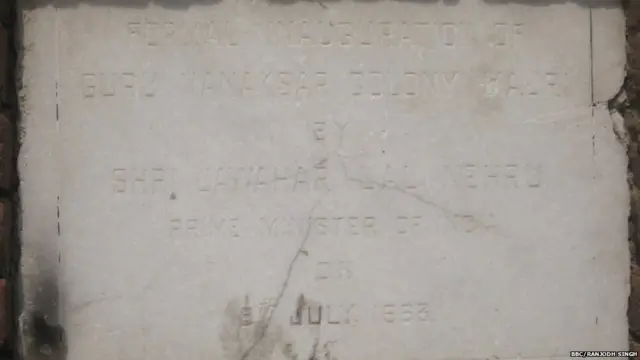 FORMAL INAUGURATION OF
GURU NANAKSAR COLONY
BY
SHRI JAWAHAR LAL NEHRU
PRIME MINISTER OF INDIA
ON
JULY
BBC/RANJODH SINGH